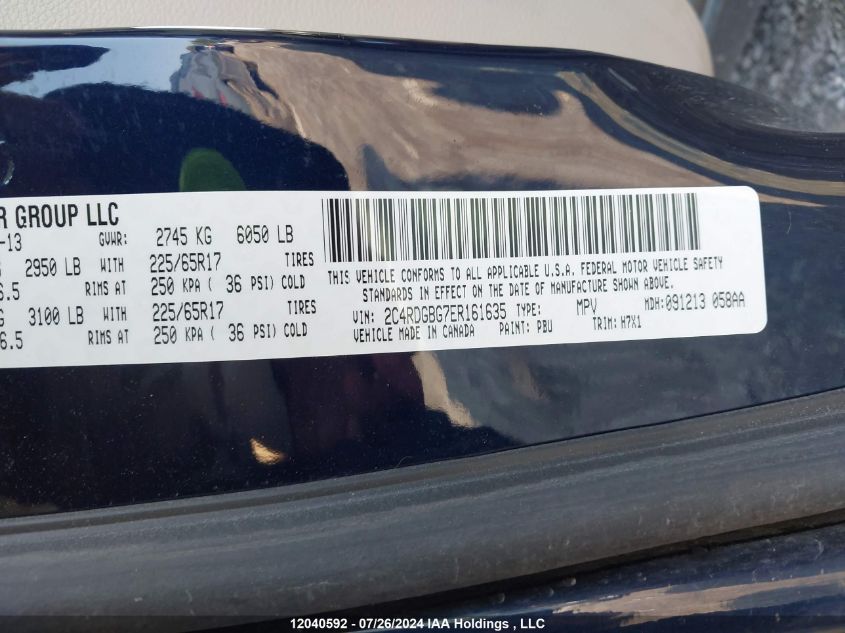 R GROUP LLC
-13 GVWR: 2745 KG 6050 LB
2950 LB WITH 225/65R17 TIRES
6.5 RIMS AT 250 KPA ( 36 PSI) COLD
G 3100 LB WITH 225/65R17 TIRES
6.5 RIMS AT 250 KPA ( 36 PSI) COLD
THIS VEHICLE CONFORMS TO ALL APPLICABLE U.S.A. FEDERAL MOTOR VEHICLE SAFETY
STANDARDS IN EFFECT ON THE DATE OF MANUFACTURE SHOWN ABOVE.
VIN: 2C4RDGBG7ER161635 TYPE: MPV MDH: 091213 058AA
VEHICLE MADE IN CANADA PAINT: PBU TRIM: H7X1
12040592 - 07/26/2024 IAA Holdings, LLC